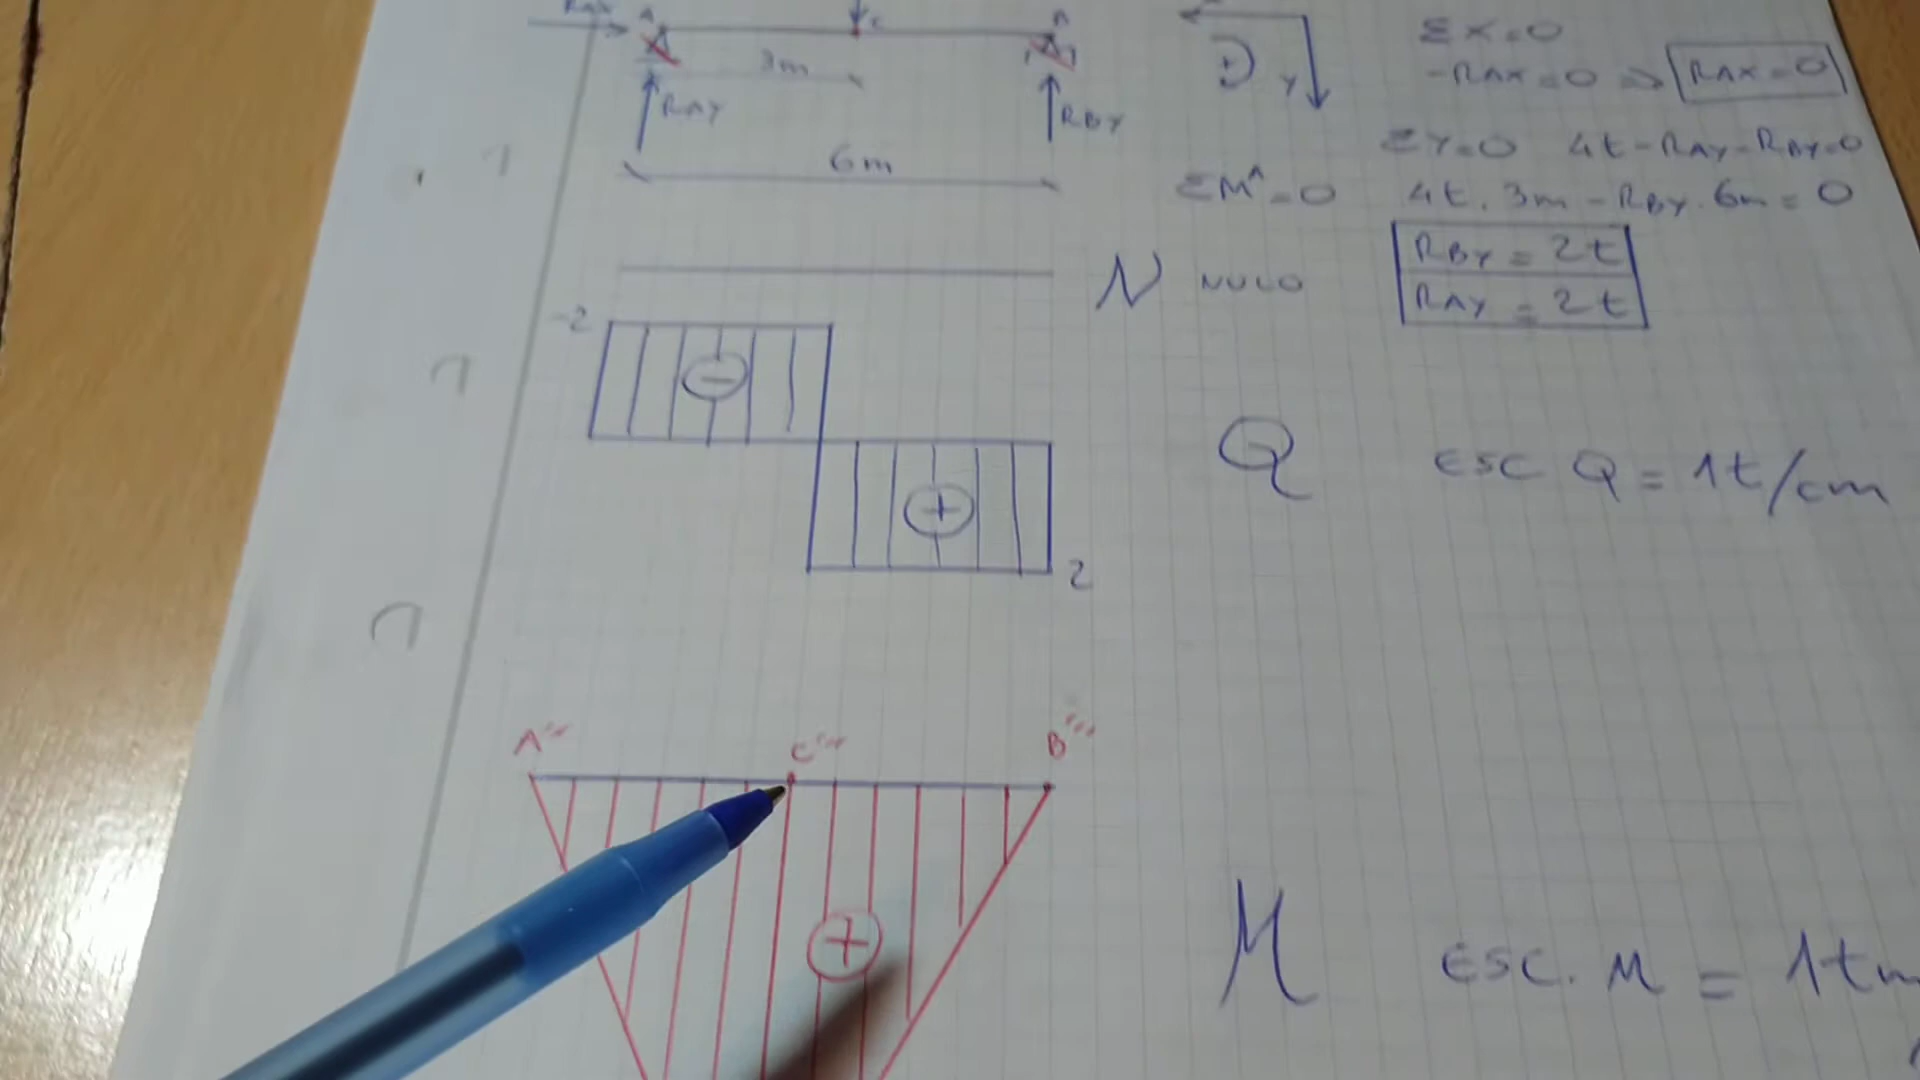 RAX
A C B
3m
RAY RBY
6m
Y
ΣX=0
-RAX=0 ⇒ RAX=0
ΣY=0 4t-RAY-RBY=0
ΣMᴬ=0 4t. 3m-RBY. 6m=0
RBY=2t
RAY=2t
N NULO
-2
-
+
2
Q ESC Q=1t/cm
A''' C''' B'''
+
M ESC. M = 1tm